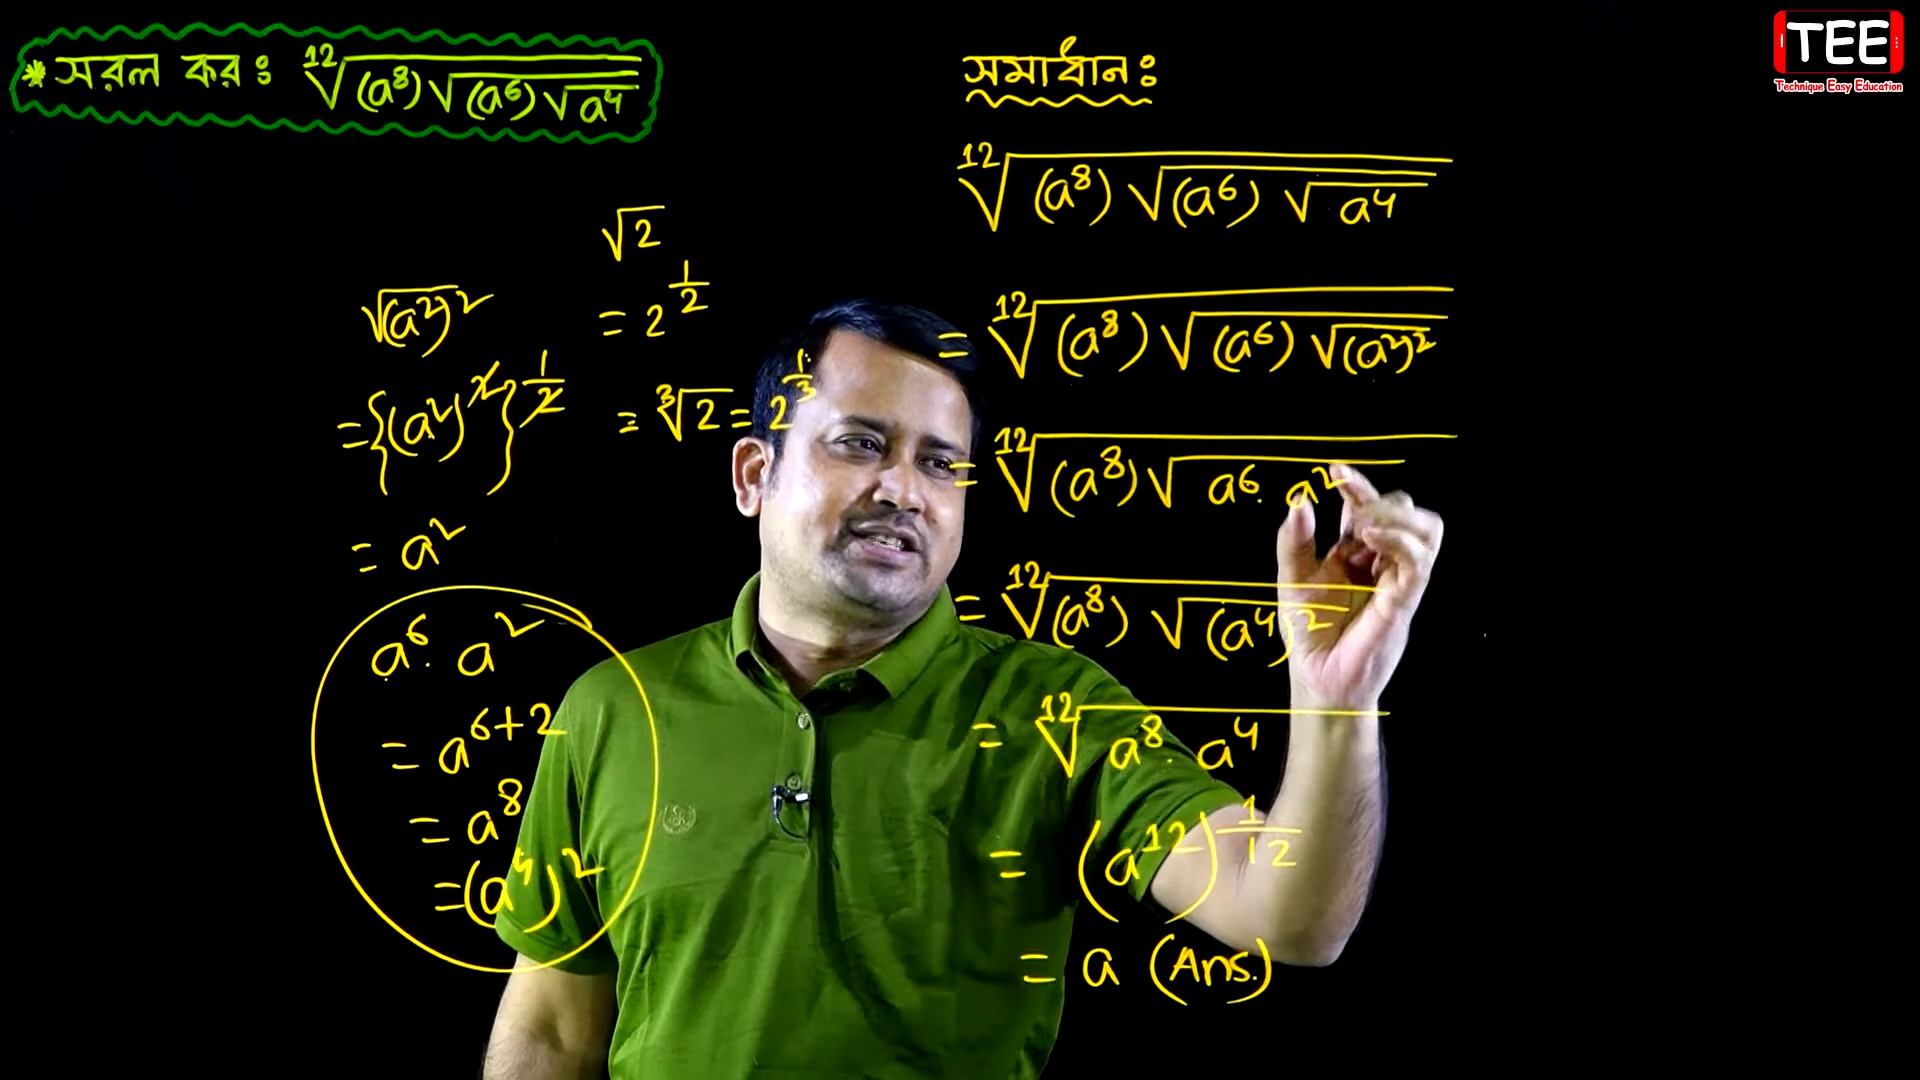 * সরল কর: ¹²√(a⁸)√(a⁶)√a⁴
সমাধান:
TEE
Technique Easy Education
¹²√(a⁸)√(a⁶)√a⁴
= ¹²√(a⁸)√(a⁶)√(a²)²
= ¹²√(a⁸)√a⁶.a²
= ¹²√(a⁸)√(a⁴)²
= ¹²√a⁸.a⁴
= (a¹²)^(1/12)
= a (Ans.)
√2
= 2^(1/2)
= ³√2 = 2^(1/3)
√(a²)²
= {(a²)²}^(1/2)
= a²
a⁶.a²
= a⁶⁺²
= a⁸
= (a⁴)²